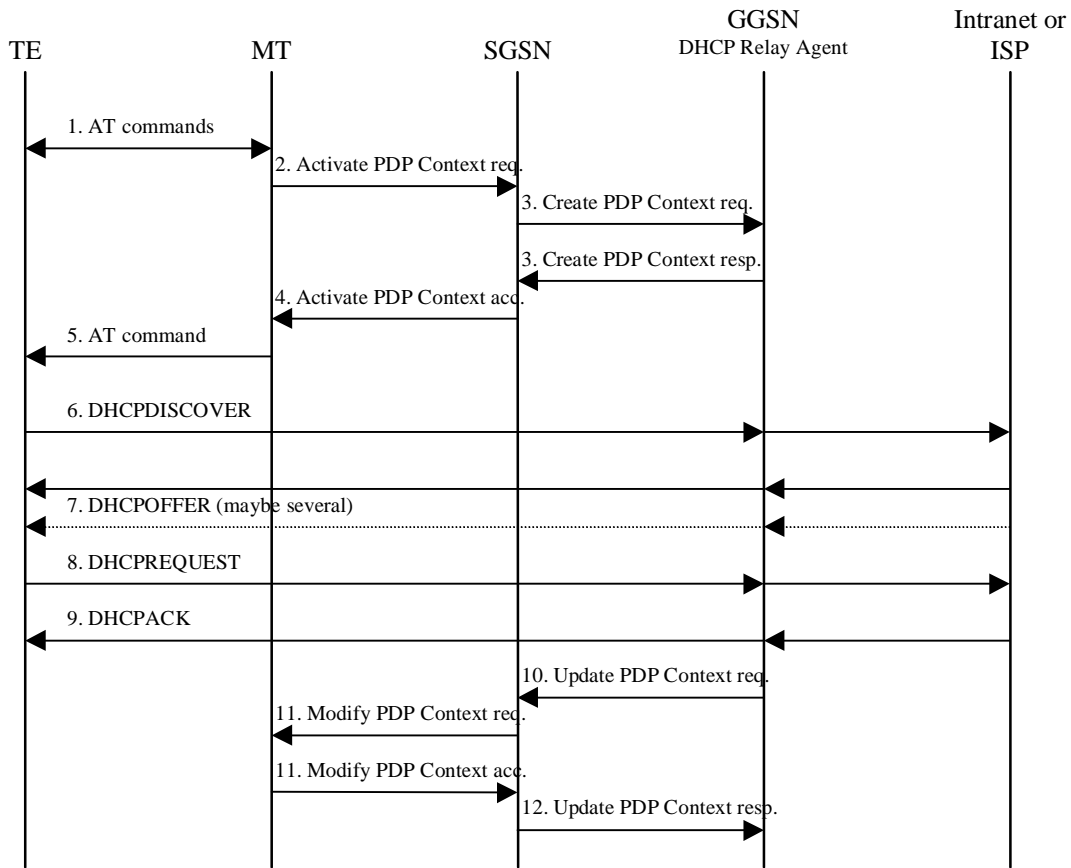 GGSN
Intranet or
TE
MT
SGSN
DHCP Relay Agent
ISP
1. AT commands
2. Activate PDP Context req.
3. Create PDP Context req.
3. Create PDP Context resp.
4. Activate PDP Context acc.
5. AT command
6. DHCPDISCOVER
7. DHCPOFFER (maybe several)
8. DHCPREQUEST
9. DHCPACK
10. Update PDP Context req.
11. Modify PDP Context req.
11. Modify PDP Context acc.
12. Update PDP Context resp.